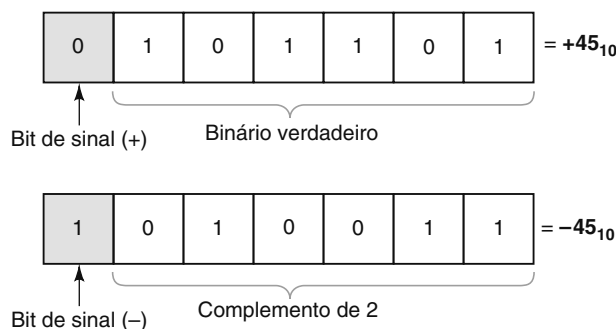 0 1 0 1 1 0 1 = +45₁₀
Bit de sinal (+) Binário verdadeiro
1 0 1 0 0 1 1 = –45₁₀
Bit de sinal (–) Complemento de 2